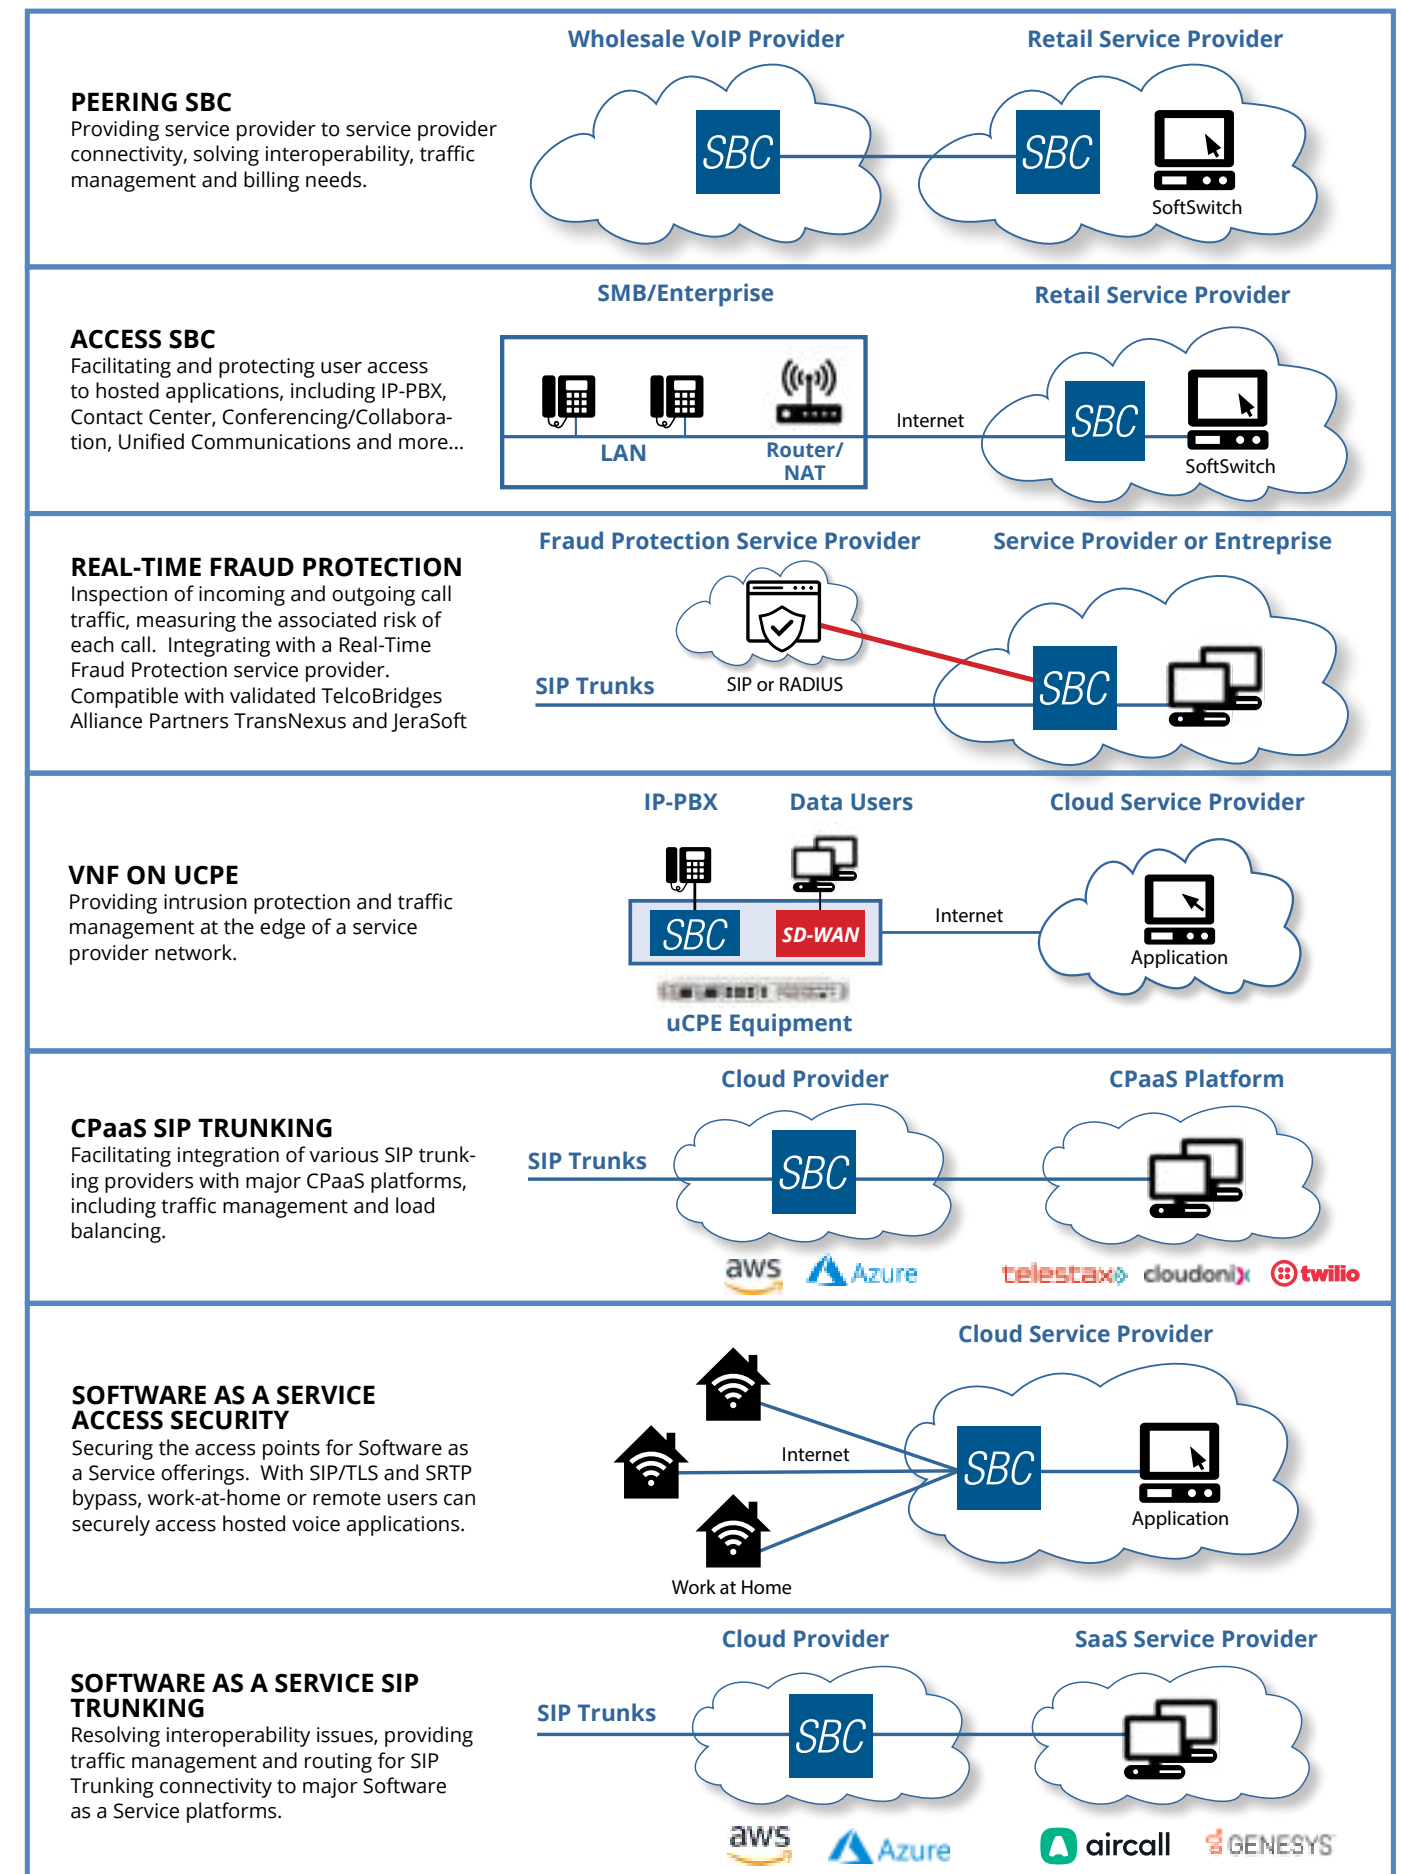 Wholesale VoIP Provider
Retail Service Provider
PEERING SBC
Providing service provider to service provider
connectivity, solving interoperability, traffic
management and billing needs.
SBC
SBC
SoftSwitch
SMB/Enterprise
Retail Service Provider
ACCESS SBC
Facilitating and protecting user access
to hosted applications, including IP-PBX,
Contact Center, Conferencing/Collabora-
tion, Unified Communications and more...
LAN
Router/
NAT
Internet
SBC
SoftSwitch
Fraud Protection Service Provider
Service Provider or Entreprise
REAL-TIME FRAUD PROTECTION
Inspection of incoming and outgoing call
traffic, measuring the associated risk of
each call.  Integrating with a Real-Time
Fraud Protection service provider.
Compatible with validated TelcoBridges
Alliance Partners TransNexus and JeraSoft
SIP Trunks
SIP or RADIUS
SBC
IP-PBX
Data Users
Cloud Service Provider
VNF ON UCPE
Providing intrusion protection and traffic
management at the edge of a service
provider network.
SBC
SD-WAN
Internet
Application
uCPE Equipment
Cloud Provider
CPaaS Platform
CPaaS SIP TRUNKING
Facilitating integration of various SIP trunk-
ing providers with major CPaaS platforms,
including traffic management and load
balancing.
SIP Trunks
SBC
aws
Azure
telestax
cloudonix
twilio
Cloud Service Provider
SOFTWARE AS A SERVICE
ACCESS SECURITY
Securing the access points for Software as
a Service offerings.  With SIP/TLS and SRTP
bypass, work-at-home or remote users can
securely access hosted voice applications.
Internet
SBC
Application
Work at Home
Cloud Provider
SaaS Service Provider
SOFTWARE AS A SERVICE SIP
TRUNKING
Resolving interoperability issues, providing
traffic management and routing for SIP
Trunking connectivity to major Software
as a Service platforms.
SIP Trunks
SBC
aws
Azure
aircall
GENESYS